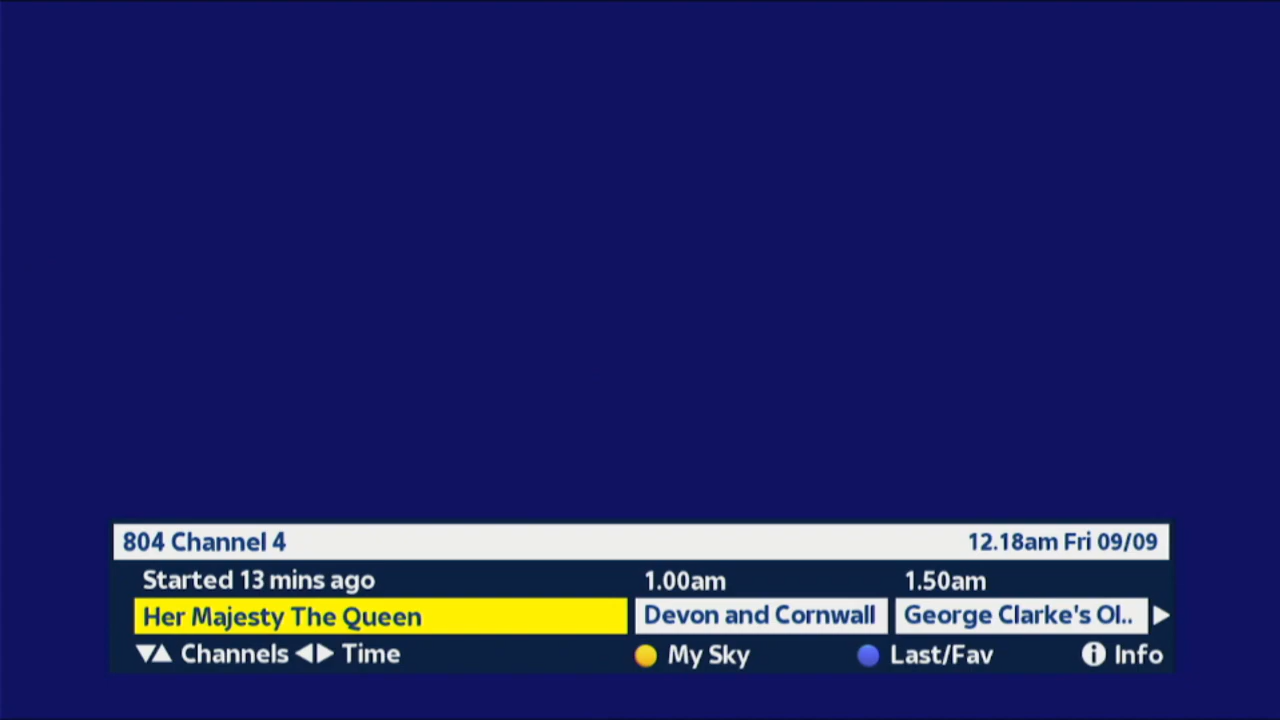 804 Channel 4 12.18am Fri 09/09
Started 13 mins ago 1.00am 1.50am
Her Majesty The Queen Devon and Cornwall George Clarke's Ol..
Channels Time My Sky Last/Fav i Info